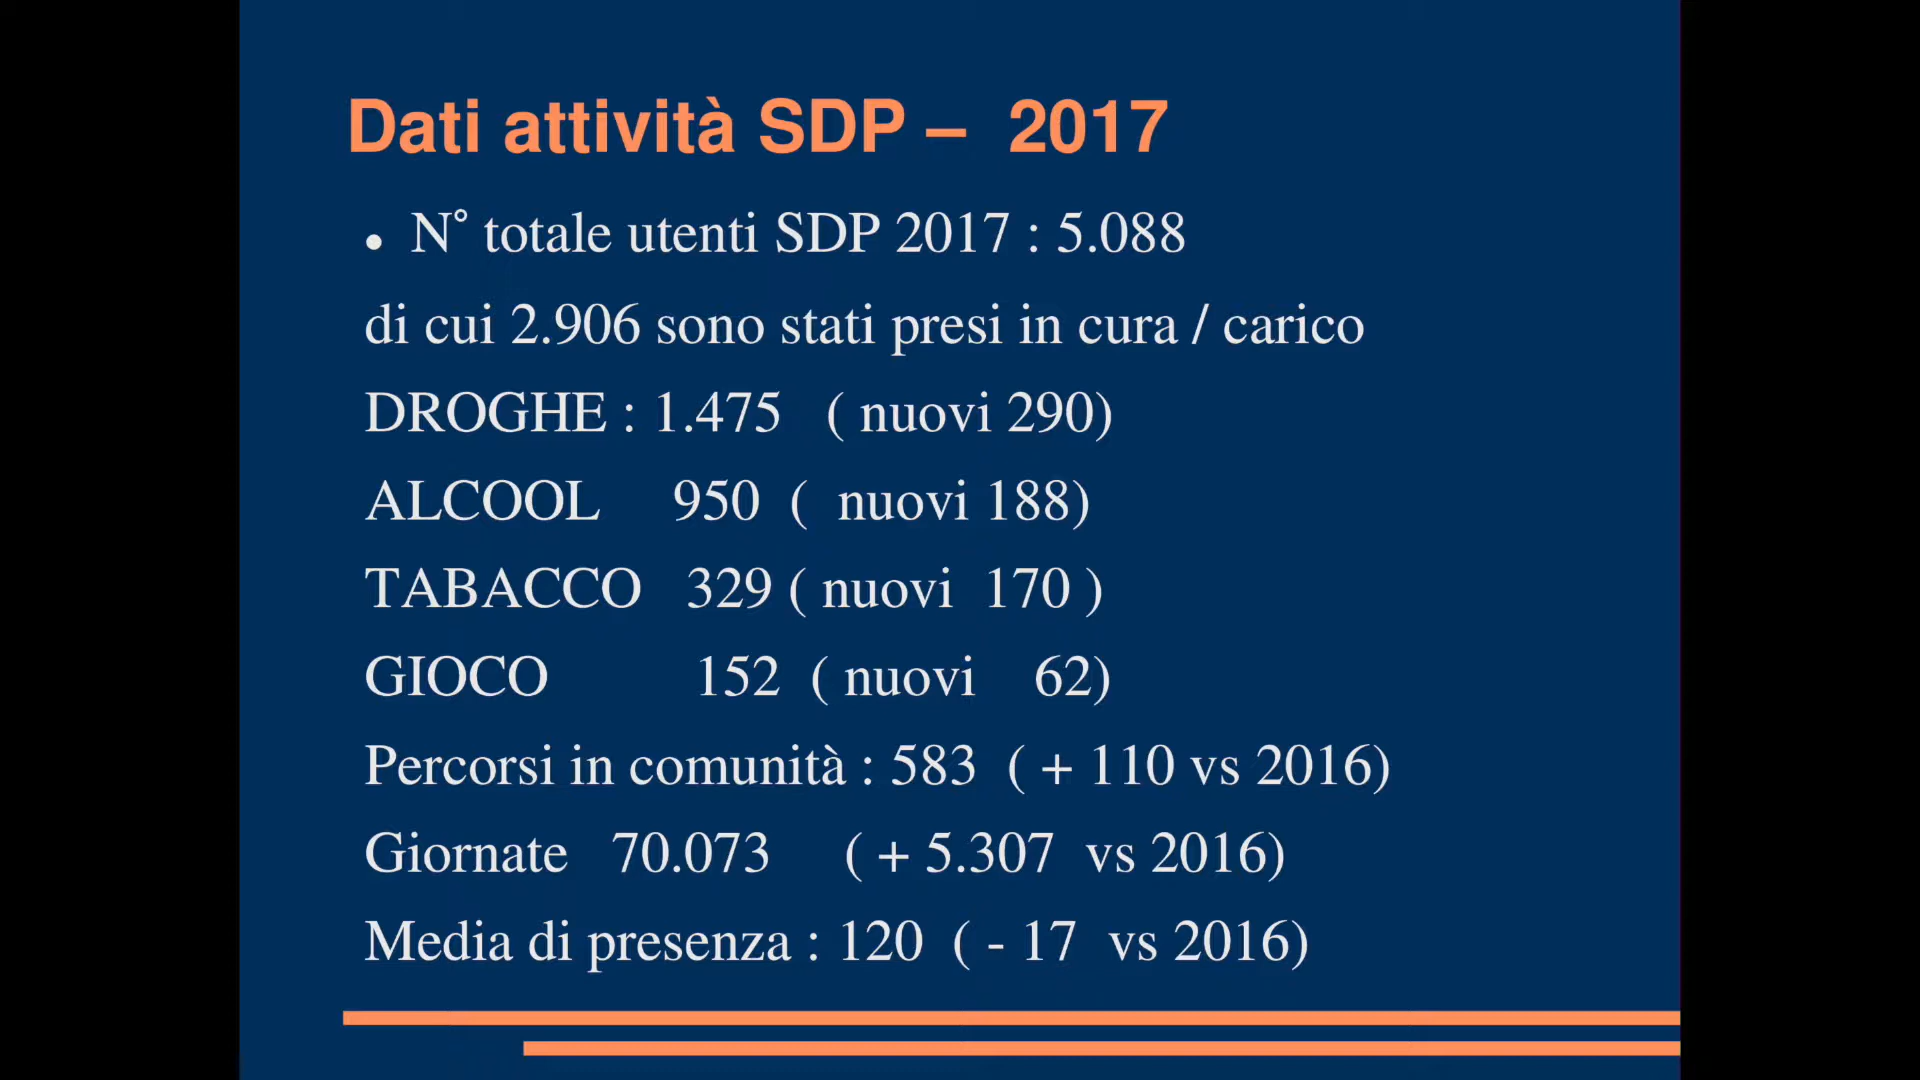 Dati attività SDP – 2017
• N° totale utenti SDP 2017 : 5.088
di cui 2.906 sono stati presi in cura / carico
DROGHE : 1.475 ( nuovi 290)
ALCOOL 950 ( nuovi 188)
TABACCO 329 ( nuovi 170 )
GIOCO 152 ( nuovi 62)
Percorsi in comunità : 583 ( + 110 vs 2016)
Giornate 70.073 ( + 5.307 vs 2016)
Media di presenza : 120 ( - 17 vs 2016)